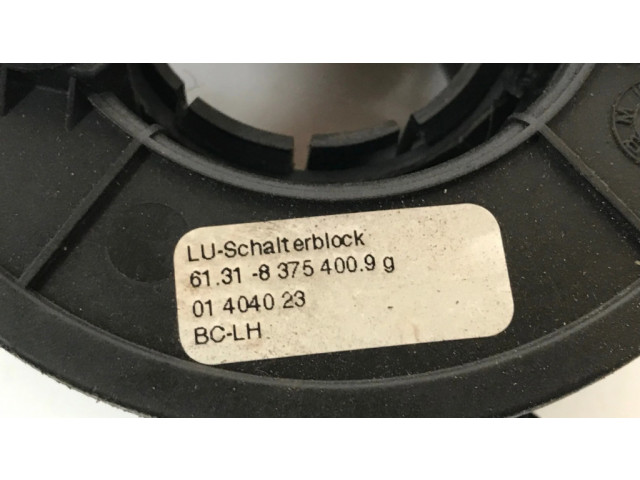 LU-Schalterblock
61.31 -8 375 400.9 g
01 4040 23
BC-LH